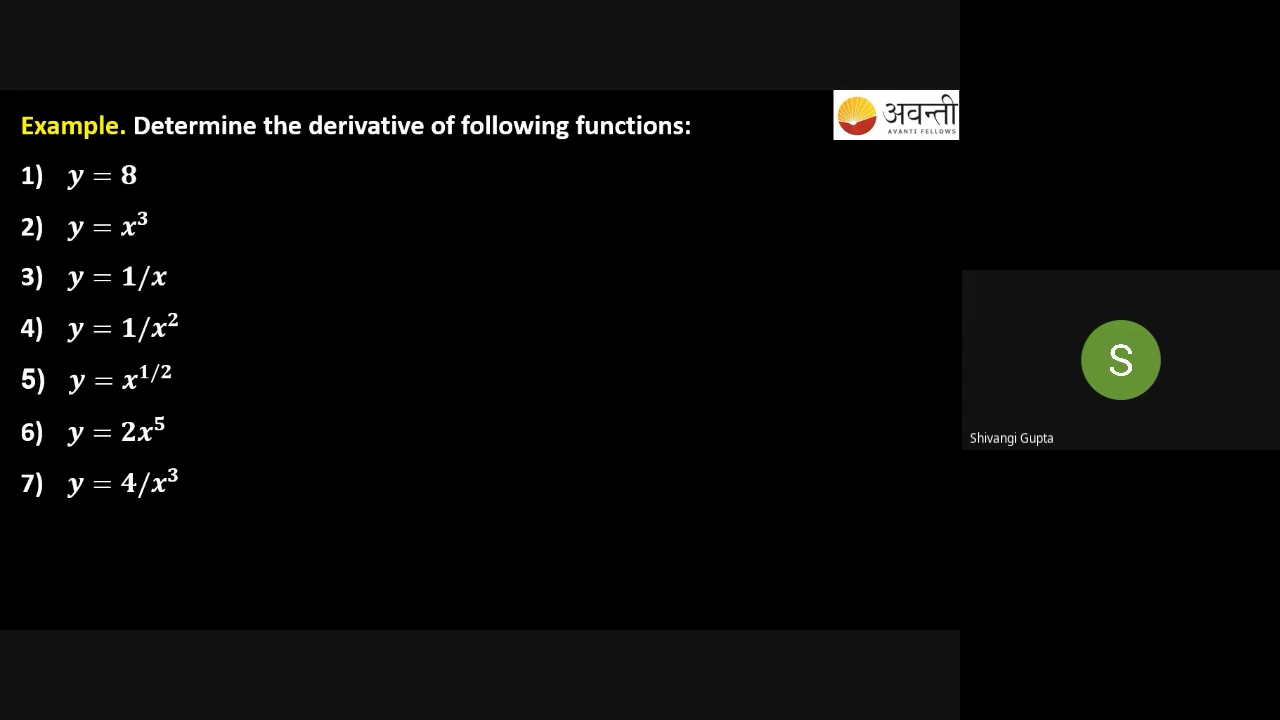 Example. Determine the derivative of following functions:
अवन्ती
AVANTI FELLOWS
1) y = 8
2) y = x³
3) y = 1/x
4) y = 1/x²
5) y = x^{1/2}
6) y = 2x⁵
7) y = 4/x³
S
Shivangi Gupta